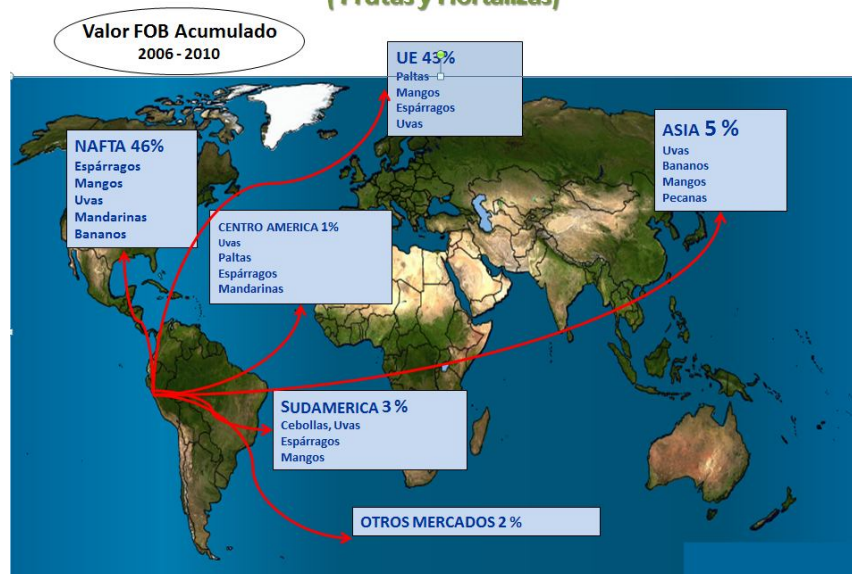 ( Frutas y Hortalizas)
Valor FOB Acumulado
2006 - 2010
UE 43%
Paltas
Mangos
Espárragos
Uvas
NAFTA 46%
Espárragos
Mangos
Uvas
Mandarinas
Bananos
ASIA 5 %
Uvas
Bananos
Mangos
Pecanas
CENTRO AMERICA 1%
Uvas
Paltas
Espárragos
Mandarinas
SUDAMERICA 3 %
Cebollas, Uvas
Espárragos
Mangos
OTROS MERCADOS 2 %